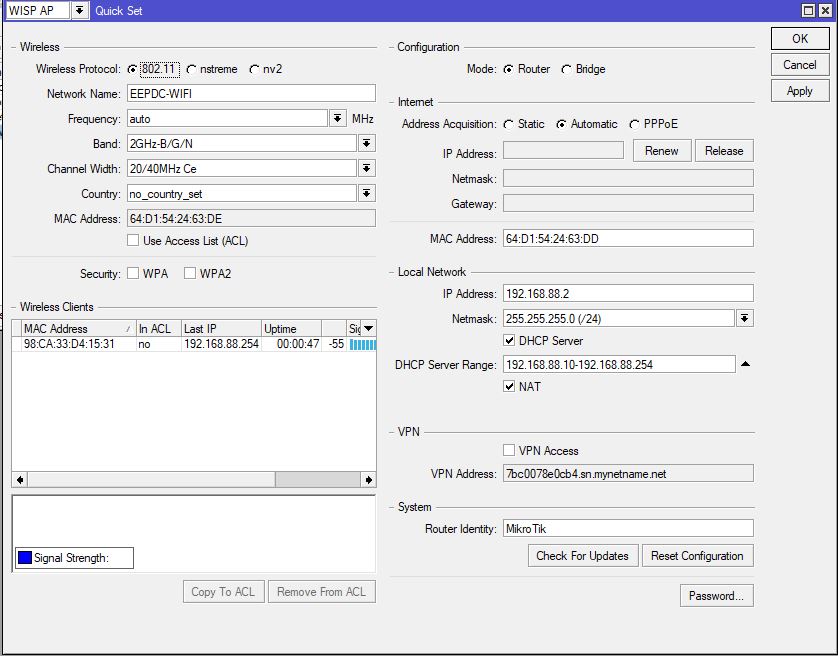 WISP AP Quick Set
Wireless
Wireless Protocol: 802.11 nstreme nv2
Network Name: EEPDC-WIFI
Frequency: auto MHz
Band: 2GHz-B/G/N
Channel Width: 20/40MHz Ce
Country: no_country_set
MAC Address: 64:D1:54:24:63:DE
Use Access List (ACL)
Security: WPA WPA2
Wireless Clients
MAC Address / In ACL Last IP Uptime Sig
98:CA:33:D4:15:31 no 192.168.88.254 00:00:47 -55
Signal Strength:
Copy To ACL Remove From ACL
Configuration
Mode: Router Bridge
Internet
Address Acquisition: Static Automatic PPPoE
IP Address: Renew Release
Netmask:
Gateway:
MAC Address: 64:D1:54:24:63:DD
Local Network
IP Address: 192.168.88.2
Netmask: 255.255.255.0 (/24)
DHCP Server
DHCP Server Range: 192.168.88.10-192.168.88.254
NAT
VPN
VPN Access
VPN Address: 7bc0078e0cb4.sn.mynetname.net
System
Router Identity: MikroTik
Check For Updates Reset Configuration
Password...
OK
Cancel
Apply